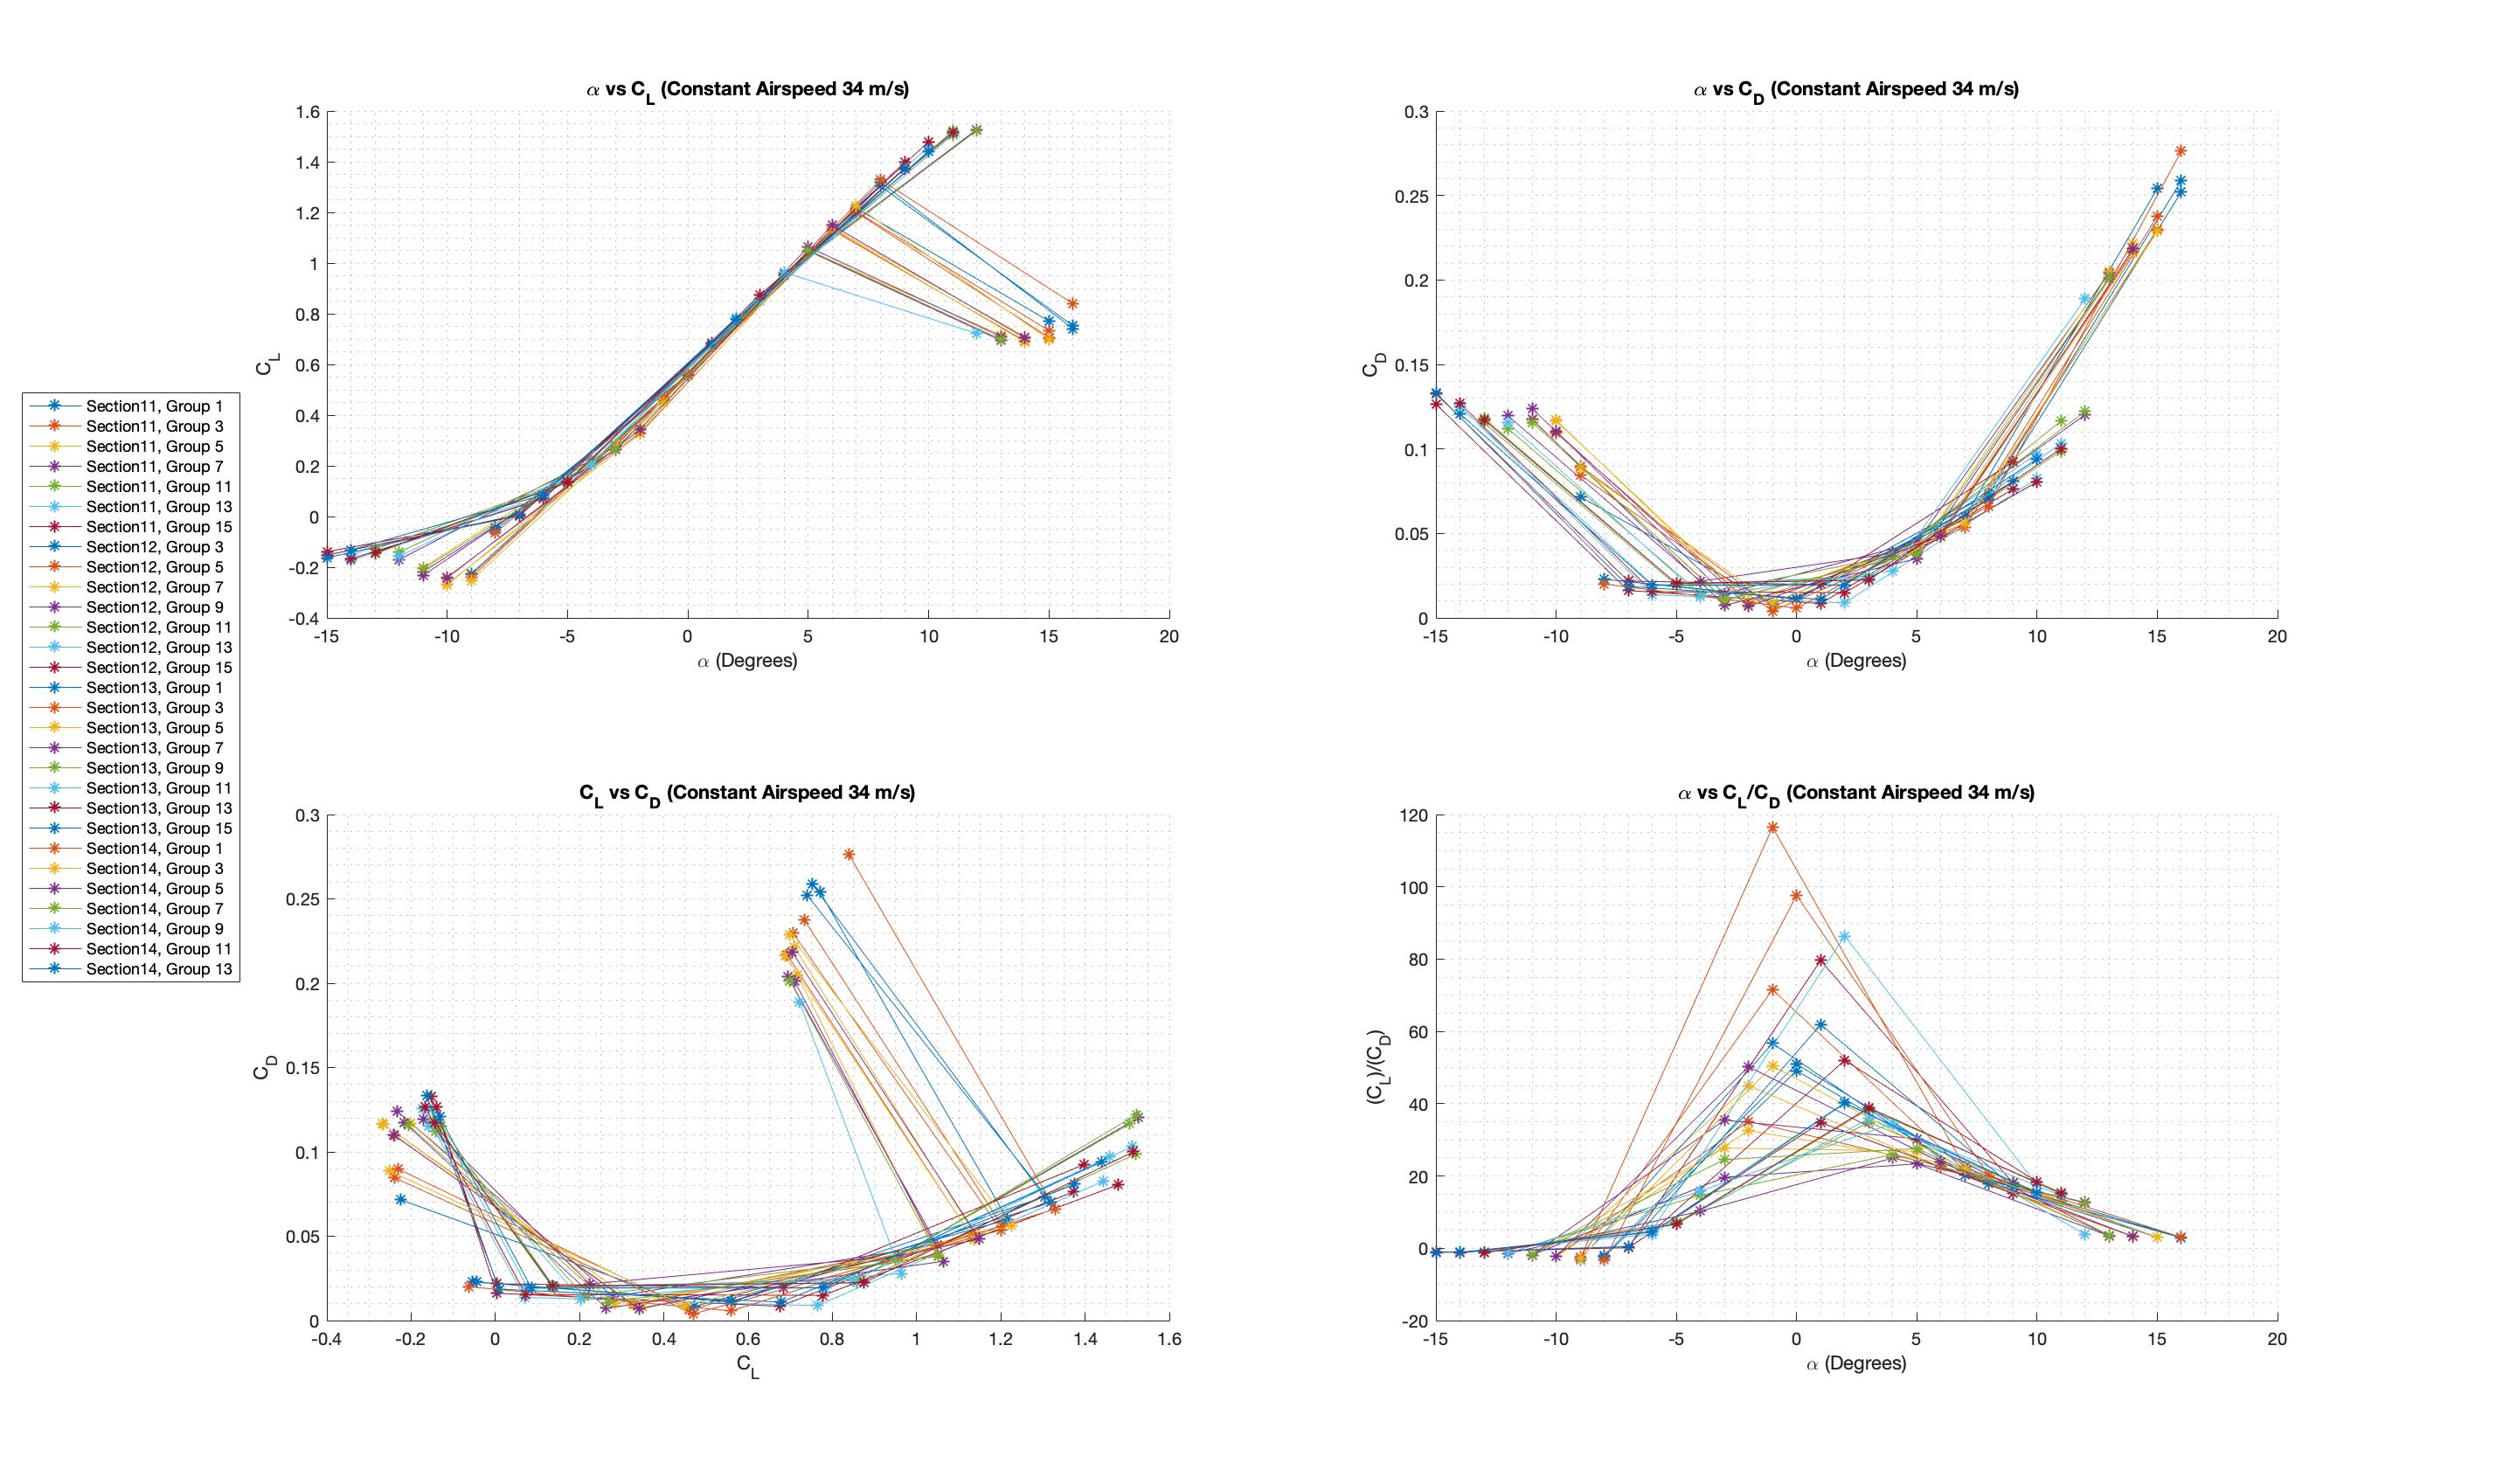 α vs C_L (Constant Airspeed 34 m/s)
1.6
1.4
1.2
1
0.8
0.6
0.4
0.2
0
-0.2
-0.4
C_L
-15 -10 -5 0 5 10 15 20
α (Degrees)
α vs C_D (Constant Airspeed 34 m/s)
0.3
0.25
0.2
0.15
0.1
0.05
0
C_D
-15 -10 -5 0 5 10 15 20
α (Degrees)
Section11, Group 1
Section11, Group 3
Section11, Group 5
Section11, Group 7
Section11, Group 11
Section11, Group 13
Section11, Group 15
Section12, Group 3
Section12, Group 5
Section12, Group 7
Section12, Group 9
Section12, Group 11
Section12, Group 13
Section12, Group 15
Section13, Group 1
Section13, Group 3
Section13, Group 5
Section13, Group 7
Section13, Group 9
Section13, Group 11
Section13, Group 13
Section13, Group 15
Section14, Group 1
Section14, Group 3
Section14, Group 5
Section14, Group 7
Section14, Group 9
Section14, Group 11
Section14, Group 13
C_L vs C_D (Constant Airspeed 34 m/s)
0.3
0.25
0.2
0.15
0.1
0.05
0
C_D
-0.4 -0.2 0 0.2 0.4 0.6 0.8 1 1.2 1.4 1.6
C_L
α vs C_L/C_D (Constant Airspeed 34 m/s)
120
100
80
60
40
20
0
-20
(C_L)/(C_D)
-15 -10 -5 0 5 10 15 20
α (Degrees)